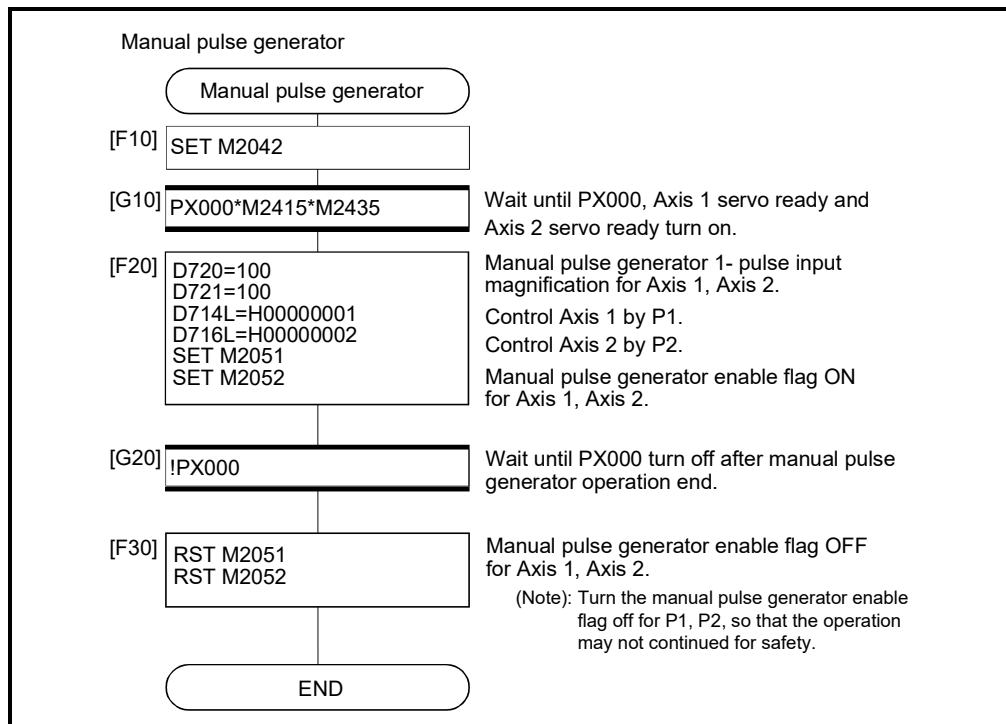 Manual pulse generator
Manual pulse generator
[F10]
SET M2042
[G10]
PX000*M2415*M2435
Wait until PX000, Axis 1 servo ready and
Axis 2 servo ready turn on.
[F20]
D720=100
D721=100
D714L=H00000001
D716L=H00000002
SET M2051
SET M2052
Manual pulse generator 1- pulse input
magnification for Axis 1, Axis 2.
Control Axis 1 by P1.
Control Axis 2 by P2.
Manual pulse generator enable flag ON
for Axis 1, Axis 2.
[G20]
!PX000
Wait until PX000 turn off after manual pulse
generator operation end.
[F30]
RST M2051
RST M2052
Manual pulse generator enable flag OFF
for Axis 1, Axis 2.
(Note): Turn the manual pulse generator enable
flag off for P1, P2, so that the operation
may not continued for safety.
END